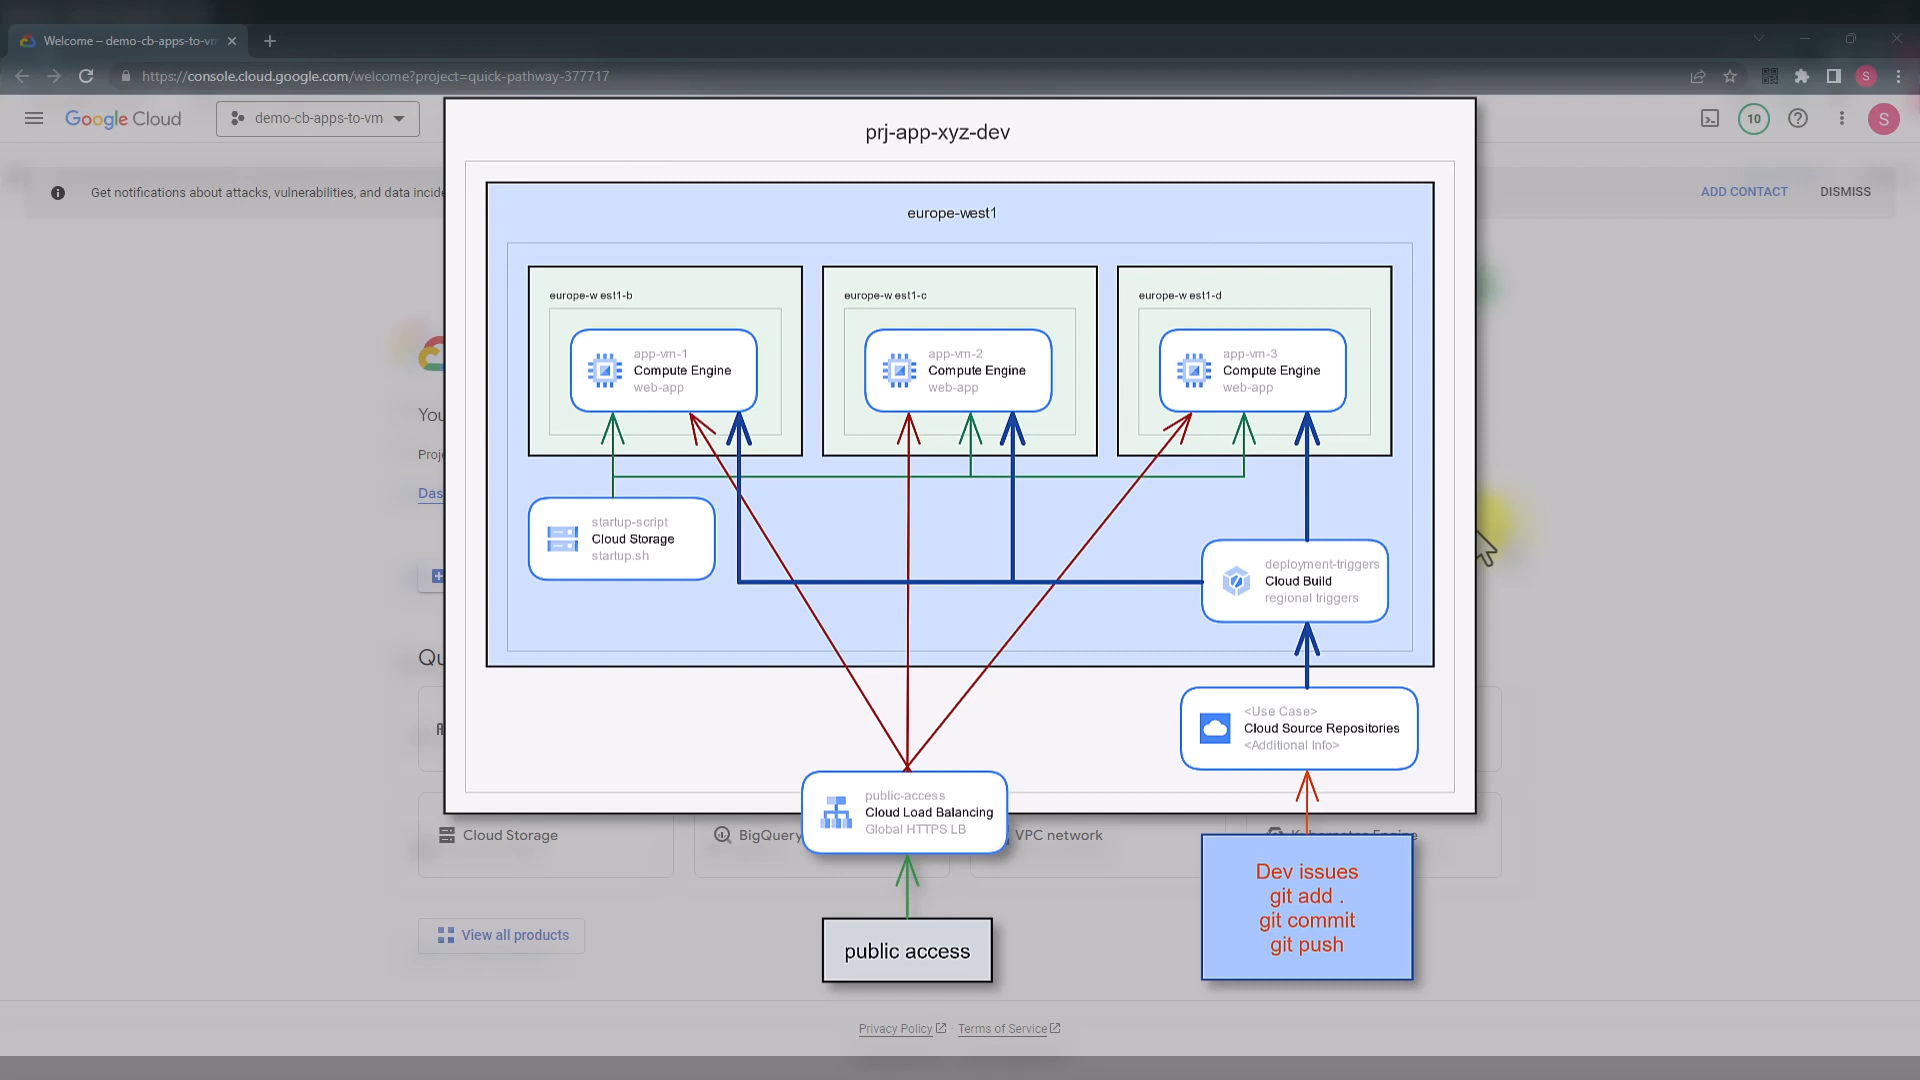 Welcome – demo-cb-apps-to-vm
https://console.cloud.google.com/welcome?project=quick-pathway-377717
S
Google Cloud
demo-cb-apps-to-vm
10
S
Get notifications about attacks, vulnerabilities, and data
ADD CONTACT
DISMISS
prj-app-xyz-dev
europe-west1
europe-west1-b
europe-west1-c
europe-west1-d
app-vm-1
Compute Engine
web-app
app-vm-2
Compute Engine
web-app
app-vm-3
Compute Engine
web-app
startup-script
Cloud Storage
startup.sh
deployment-triggers
Cloud Build
regional triggers
<Use Case>
Cloud Source Repositories
<Additional Info>
public-access
Cloud Load Balancing
Global HTTPS LB
Cloud Storage
BigQuery
VPC network
Kubernetes Engine
Dev issues
git add .
git commit
git push
View all products
public access
Privacy Policy · Terms of Service